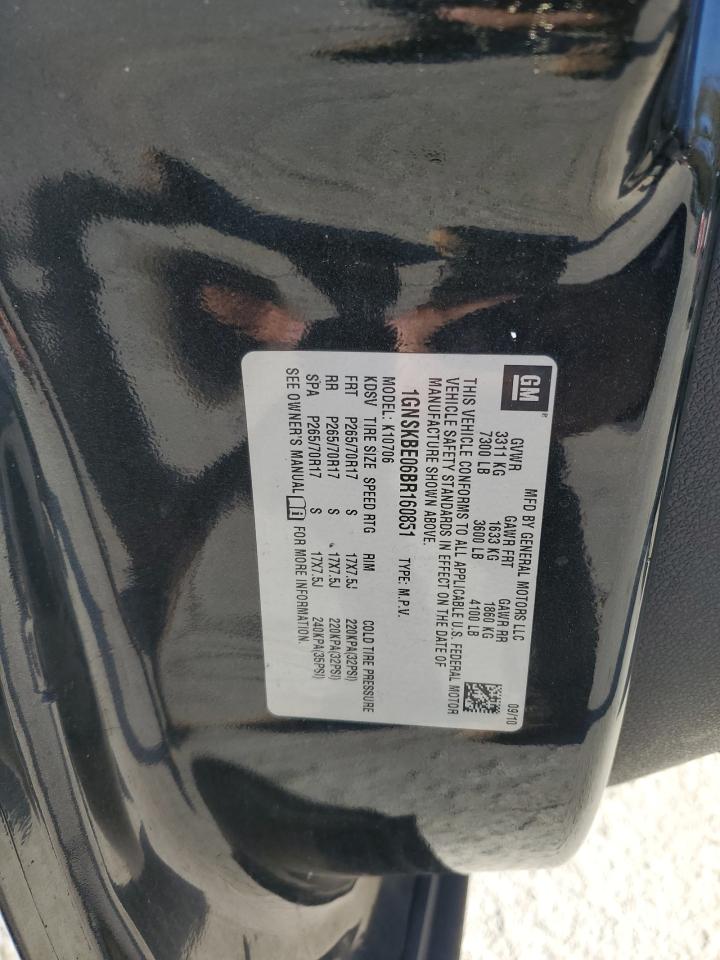 GM
MFD BY GENERAL MOTORS LLC 09/10
GVWR GAWR FRT GAWR RR
3311 KG 1633 KG 1860 KG
7300 LB 3600 LB 4100 LB
THIS VEHICLE CONFORMS TO ALL APPLICABLE U.S. FEDERAL MOTOR
VEHICLE SAFETY STANDARDS IN EFFECT ON THE DATE OF
MANUFACTURE SHOWN ABOVE.
1GNSKBE06BR160851 TYPE: M.P.V.
MODEL: K10706
KDSV TIRE SIZE SPEED RTG RIM COLD TIRE PRESSURE
FRT P265/70R17 S 17X7.5J 220KPA(32PSI)
RR P265/70R17 S 17X7.5J 220KPA(32PSI)
SPA P265/70R17 S 17X7.5J 240KPA(35PSI)
SEE OWNER'S MANUAL FOR MORE INFORMATION.